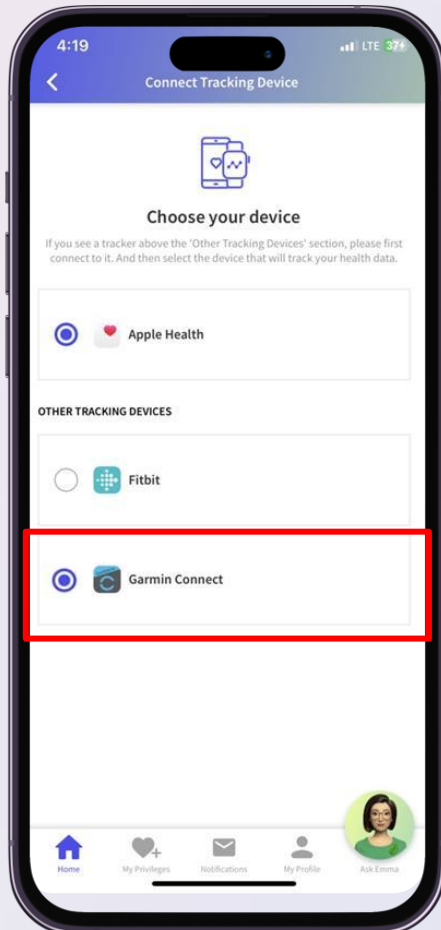 4:19
LTE 37
Connect Tracking Device
Choose your device
If you see a tracker above the 'Other Tracking Devices' section, please first
connect to it. And then select the device that will track your health data.
Apple Health
OTHER TRACKING DEVICES
Fitbit
Garmin Connect
Home
My Privileges
Notifications
My Profile
Ask Emma